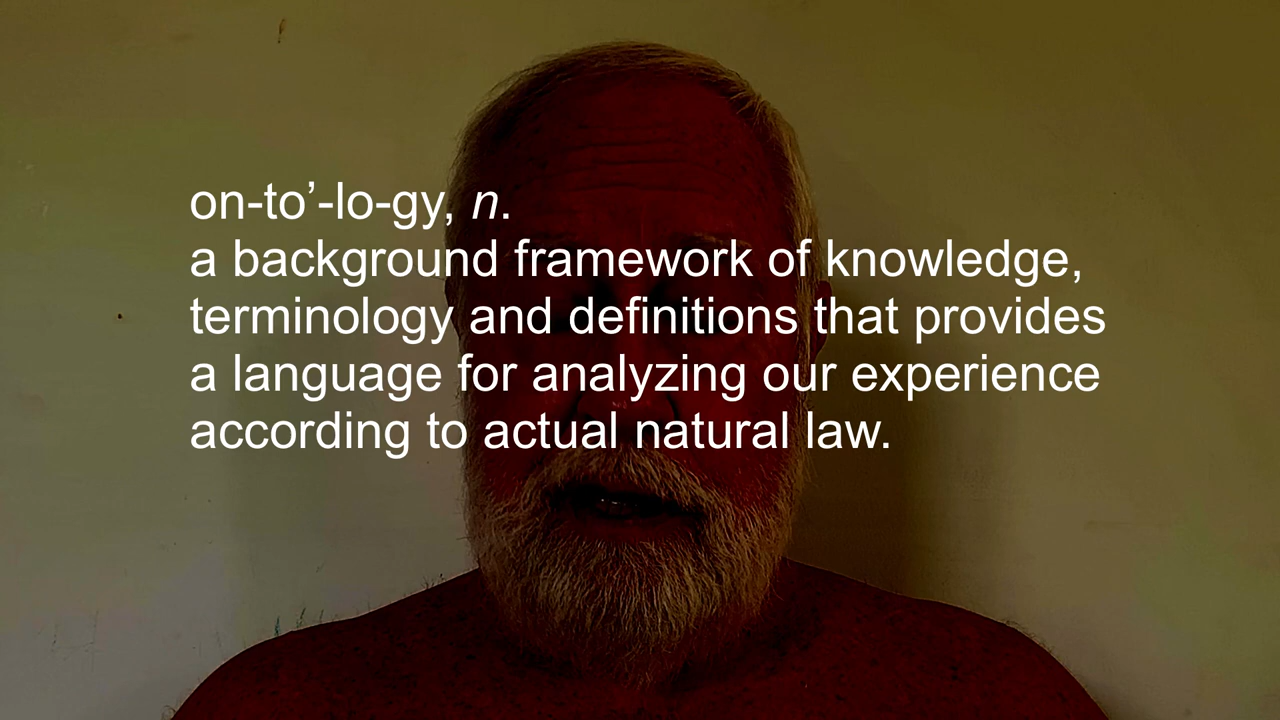 on-to’-lo-gy, n.
a background framework of knowledge,
terminology and definitions that provides
a language for analyzing our experience
according to actual natural law.